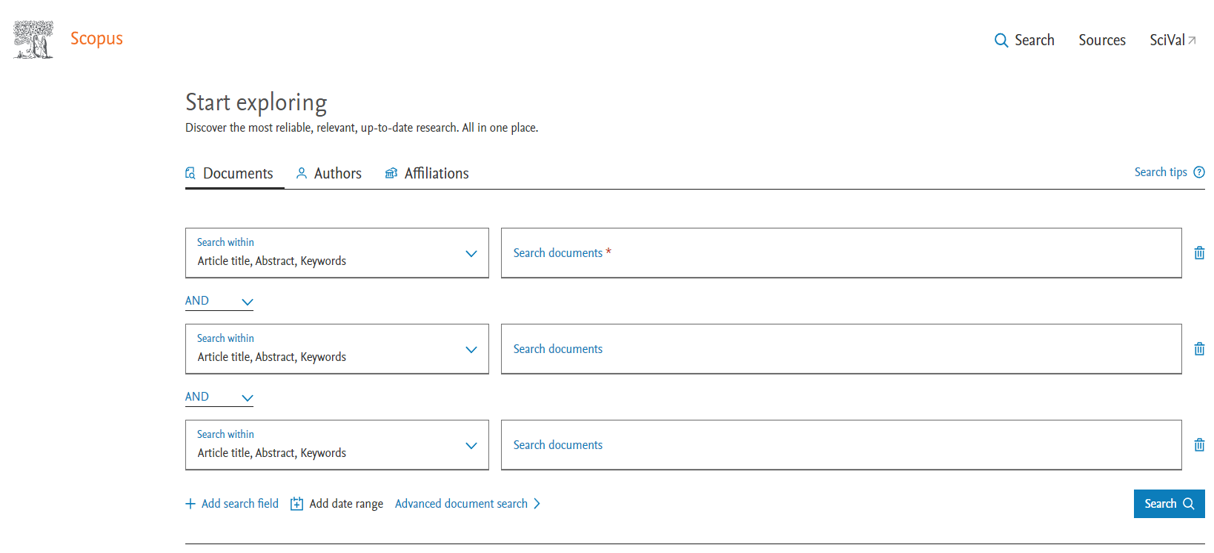 Scopus
Search Sources SciVal
Start exploring
Discover the most reliable, relevant, up-to-date research. All in one place.
Documents Authors Affiliations Search tips
Search within
Article title, Abstract, Keywords
Search documents *
AND
Search within
Article title, Abstract, Keywords
Search documents
AND
Search within
Article title, Abstract, Keywords
Search documents
Add search field Add date range Advanced document search Search